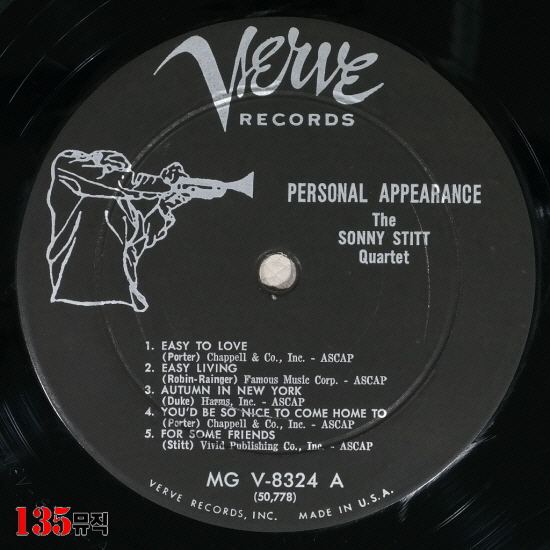 Verve
RECORDS
PERSONAL APPEARANCE
The
SONNY STITT
Quartet
1. EASY TO LOVE
(Porter) Chappell & Co., Inc. - ASCAP
2. EASY LIVING
(Robin-Rainger) Famous Music Corp. - ASCAP
3. AUTUMN IN NEW YORK
(Duke) Harms, Inc. - ASCAP
4. YOU'D BE SO NICE TO COME HOME TO
(Porter) Chappell & Co., Inc. - ASCAP
5. FOR SOME FRIENDS
(Stitt) Vivid Publishing Co., Inc. - ASCAP
MG V-8324 A
(50,778)
VERVE RECORDS, INC. MADE IN U.S.A.
135뮤직